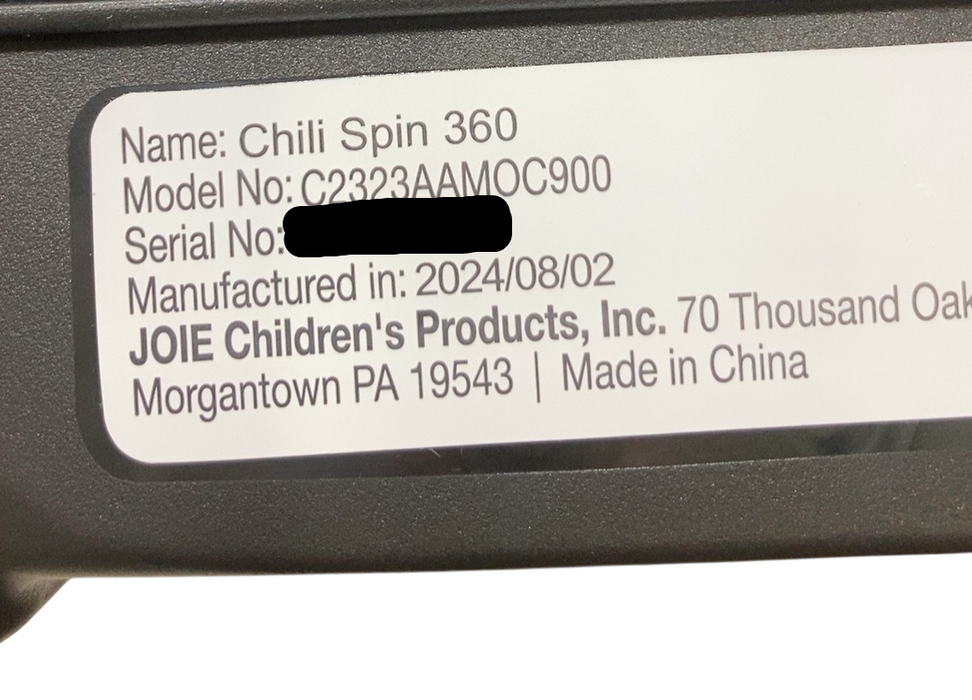 Name: Chili Spin 360
Model No: C2323AAMOC900
Serial No:
Manufactured in: 2024/08/02
JOIE Children's Products, Inc. 70 Thousand
Morgantown PA 19543 | Made in China